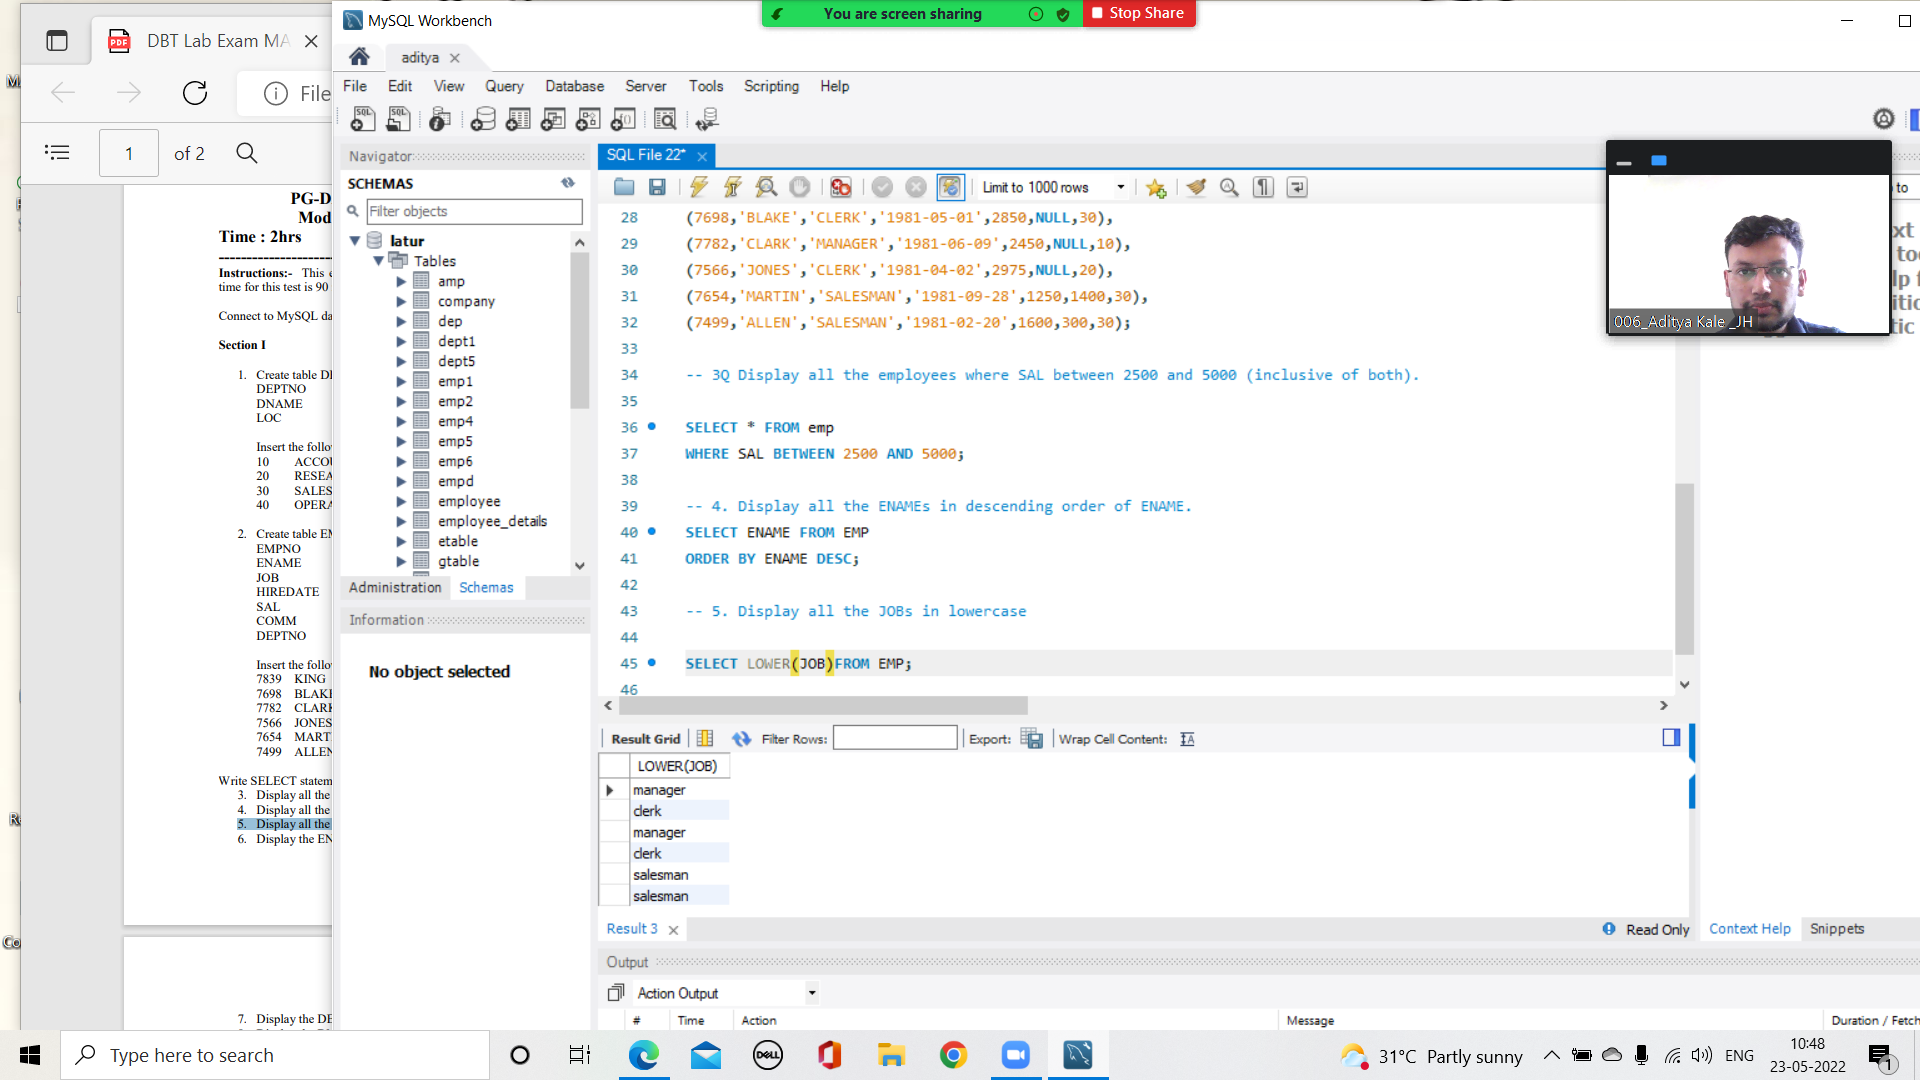 You are screen sharing
Stop Share
MySQL Workbench
DBT Lab Exam MA
aditya
File Edit View Query Database Server Tools Scripting Help
File
1 of 2
Navigator
SCHEMAS
Filter objects
latur
Tables
amp
company
dep
dept1
dept5
emp1
emp2
emp4
emp5
emp6
empd
employee
employee_details
etable
gtable
Administration Schemas
Information
No object selected
PG-D
Mod
Time : 2hrs
Instructions:- This e
time for this test is 90
Connect to MySQL da
Section I
1. Create table DI
DEPTNO
DNAME
LOC
Insert the follow
10 ACCOU
20 RESEA
30 SALES
40 OPERA
2. Create table EM
EMPNO
ENAME
JOB
HIREDATE
SAL
COMM
DEPTNO
Insert the follow
7839 KING
7698 BLAKE
7782 CLARK
7566 JONES
7654 MART
7499 ALLEN
Write SELECT statem
3. Display all the
4. Display all the
5. Display all the
6. Display the EN
7. Display the DE
SQL File 22*
Limit to 1000 rows
28 (7698,'BLAKE','CLERK','1981-05-01',2850,NULL,30),
29 (7782,'CLARK','MANAGER','1981-06-09',2450,NULL,10),
30 (7566,'JONES','CLERK','1981-04-02',2975,NULL,20),
31 (7654,'MARTIN','SALESMAN','1981-09-28',1250,1400,30),
32 (7499,'ALLEN','SALESMAN','1981-02-20',1600,300,30);
33
34 -- 3Q Display all the employees where SAL between 2500 and 5000 (inclusive of both).
35
36 SELECT * FROM emp
37 WHERE SAL BETWEEN 2500 AND 5000;
38
39 -- 4. Display all the ENAMEs in descending order of ENAME.
40 SELECT ENAME FROM EMP
41 ORDER BY ENAME DESC;
42
43 -- 5. Display all the JOBs in lowercase
44
45 SELECT LOWER(JOB)FROM EMP;
46
006_Aditya Kale _JH
Result Grid Filter Rows: Export: Wrap Cell Content:
LOWER(JOB)
manager
clerk
manager
clerk
salesman
salesman
Result 3
Read Only
Context Help Snippets
Output
Action Output
# Time Action Message Duration / Fetch
Type here to search
DELL
31°C Partly sunny
ENG
10:48
23-05-2022
1